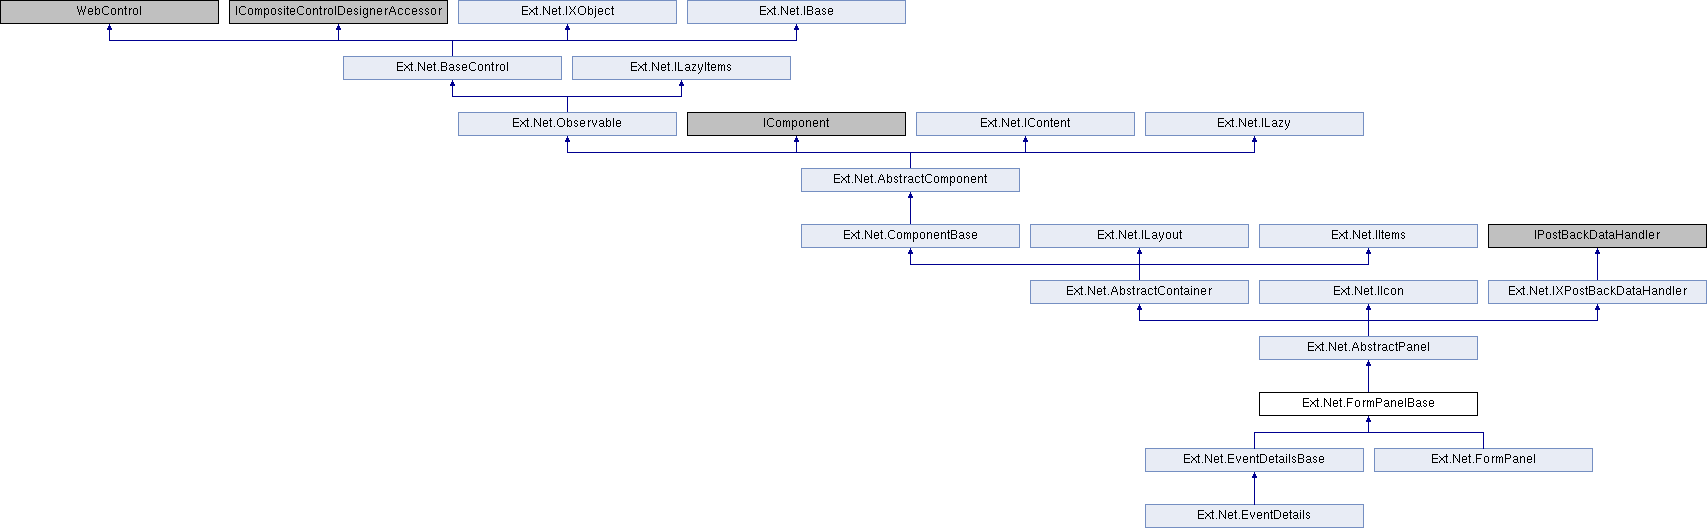 WebControl
ICompositeControlDesignerAccessor
Ext.Net.IXObject
Ext.Net.IBase
Ext.Net.BaseControl
Ext.Net.ILazyItems
Ext.Net.Observable
IComponent
Ext.Net.IContent
Ext.Net.ILazy
Ext.Net.AbstractComponent
Ext.Net.ComponentBase
Ext.Net.ILayout
Ext.Net.IItems
IPostBackDataHandler
Ext.Net.AbstractContainer
Ext.Net.IIcon
Ext.Net.IXPostBackDataHandler
Ext.Net.AbstractPanel
Ext.Net.FormPanelBase
Ext.Net.EventDetailsBase
Ext.Net.FormPanel
Ext.Net.EventDetails